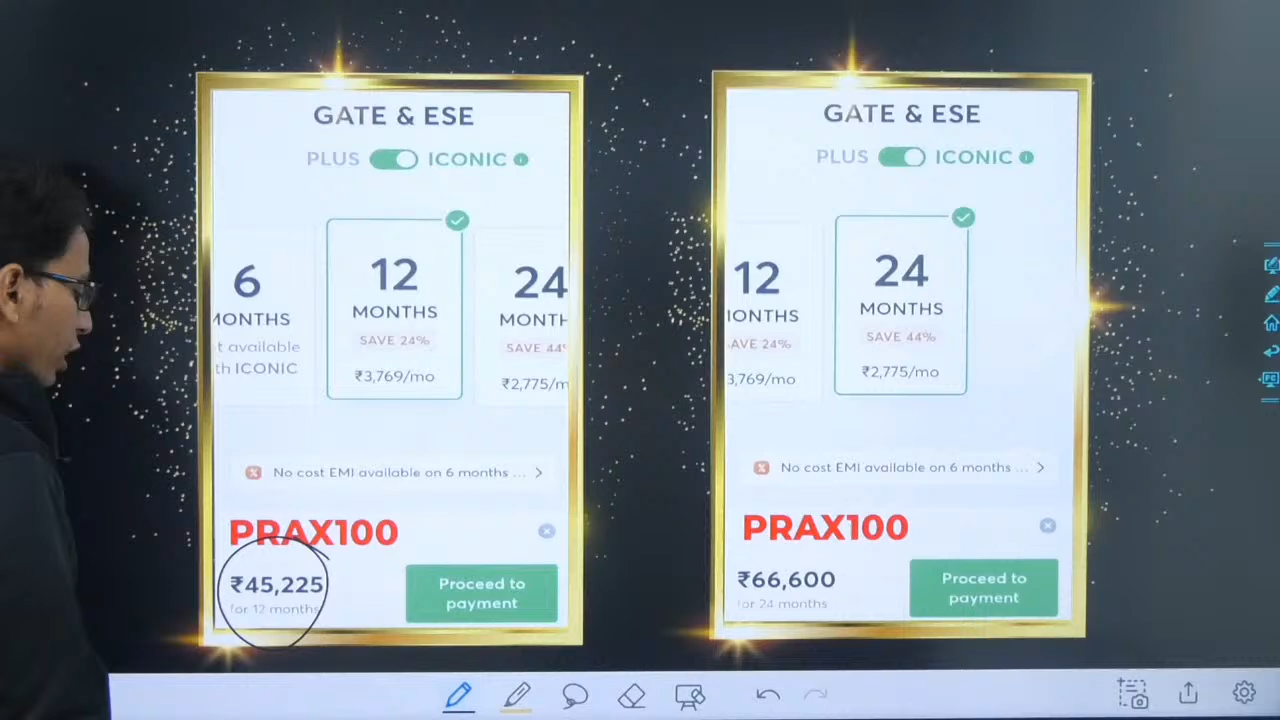 GATE & ESE
PLUS ICONIC
6
MONTHS
t available
th ICONIC
12
MONTHS
SAVE 24%
₹3,769/mo
24
MONTH
SAVE 44%
₹2,775/m
No cost EMI available on 6 months ...
PRAX100
₹45,225
for 12 months
Proceed to
payment
GATE & ESE
PLUS ICONIC
12
MONTHS
SAVE 24%
3,769/mo
24
MONTHS
SAVE 44%
₹2,775/mo
No cost EMI available on 6 months ...
PRAX100
₹66,600
for 24 months
Proceed to
payment